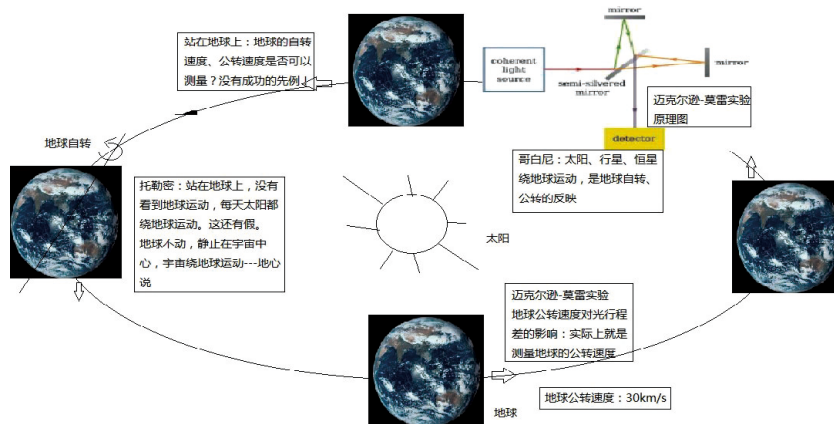 站在地球上：地球的自转
速度、公转速度是否可以
测量？没有成功的先例！
mirror
coherent
light
source
semi-silvered
mirror
mirror
detector
迈克尔逊-莫雷实验
原理图
地球自转
托勒密：站在地球上，没有
看到地球运动，每天太阳都
绕地球运动。这还有假。
地球不动，静止在宇宙中
心，宇宙绕地球运动---地心
说
哥白尼：太阳、行星、恒星
绕地球运动，是地球自转、
公转的反映
太阳
迈克尔逊-莫雷实验
地球公转速度对光行程
差的影响：实际上就是
测量地球的公转速度
地球公转速度：30km/s
地球